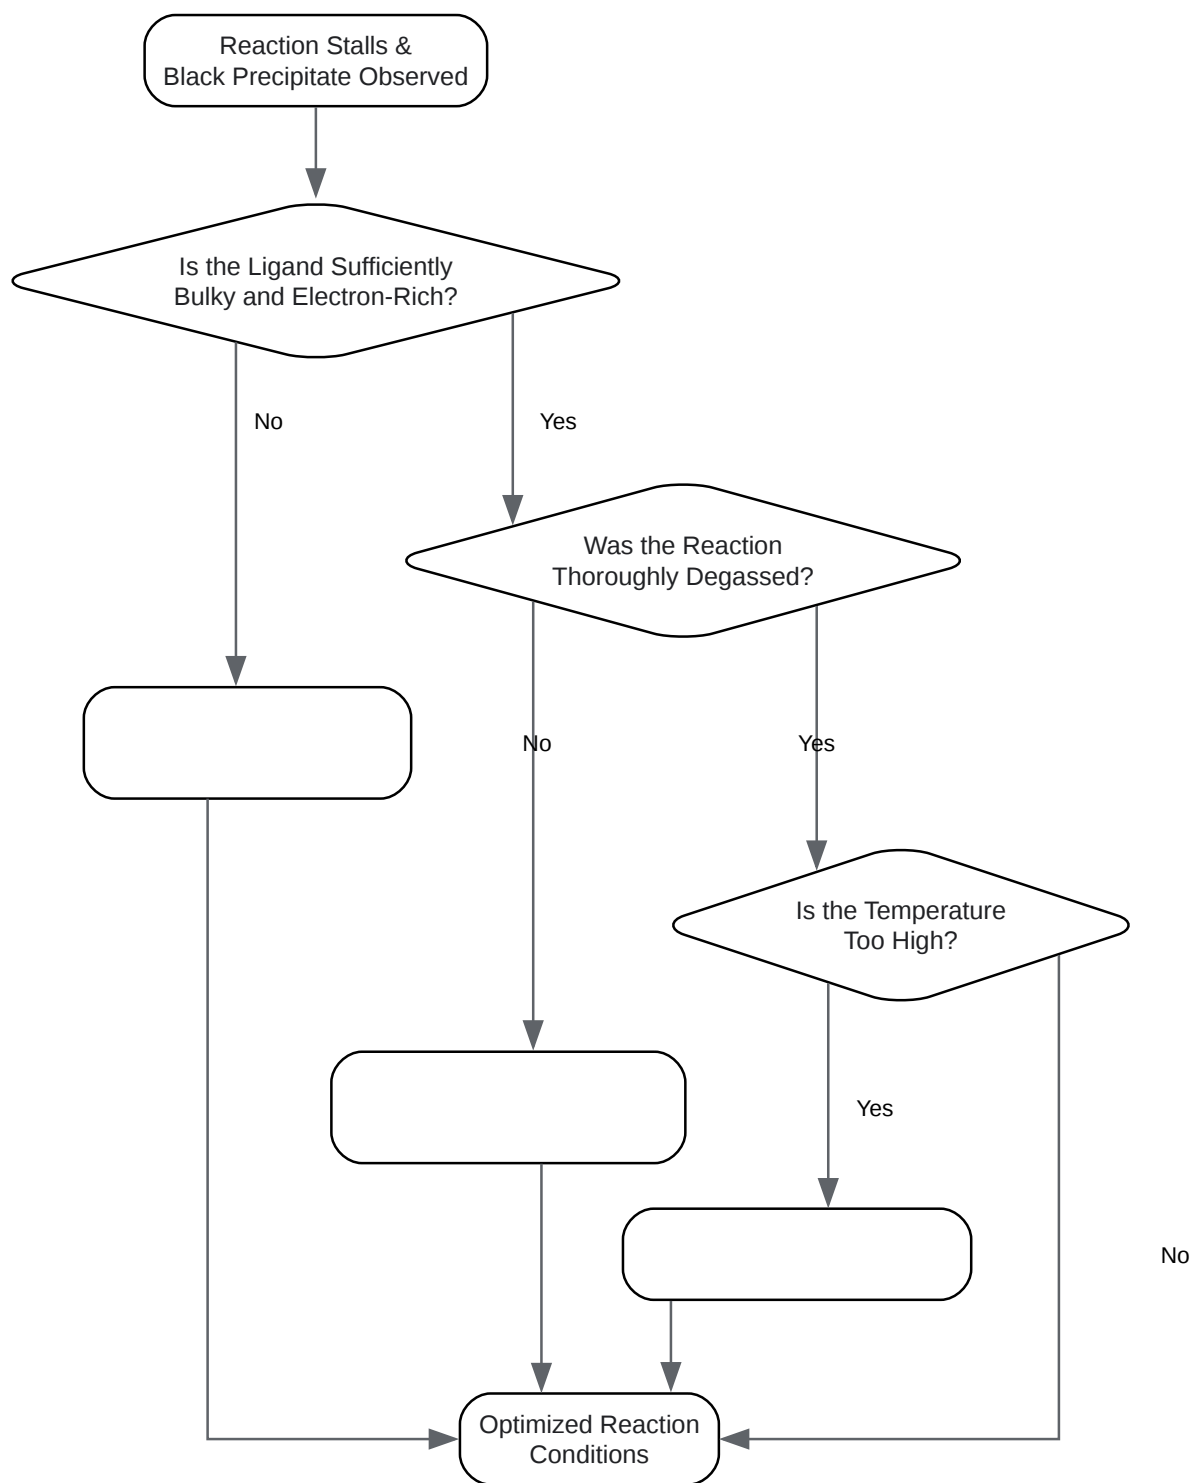 Reaction Stalls &
Black Precipitate Observed
Is the Ligand Sufficiently
Bulky and Electron-Rich?
No
Yes
Was the Reaction
Thoroughly Degassed?
No
Yes
Is the Temperature
Too High?
Yes
No
Optimized Reaction
Conditions